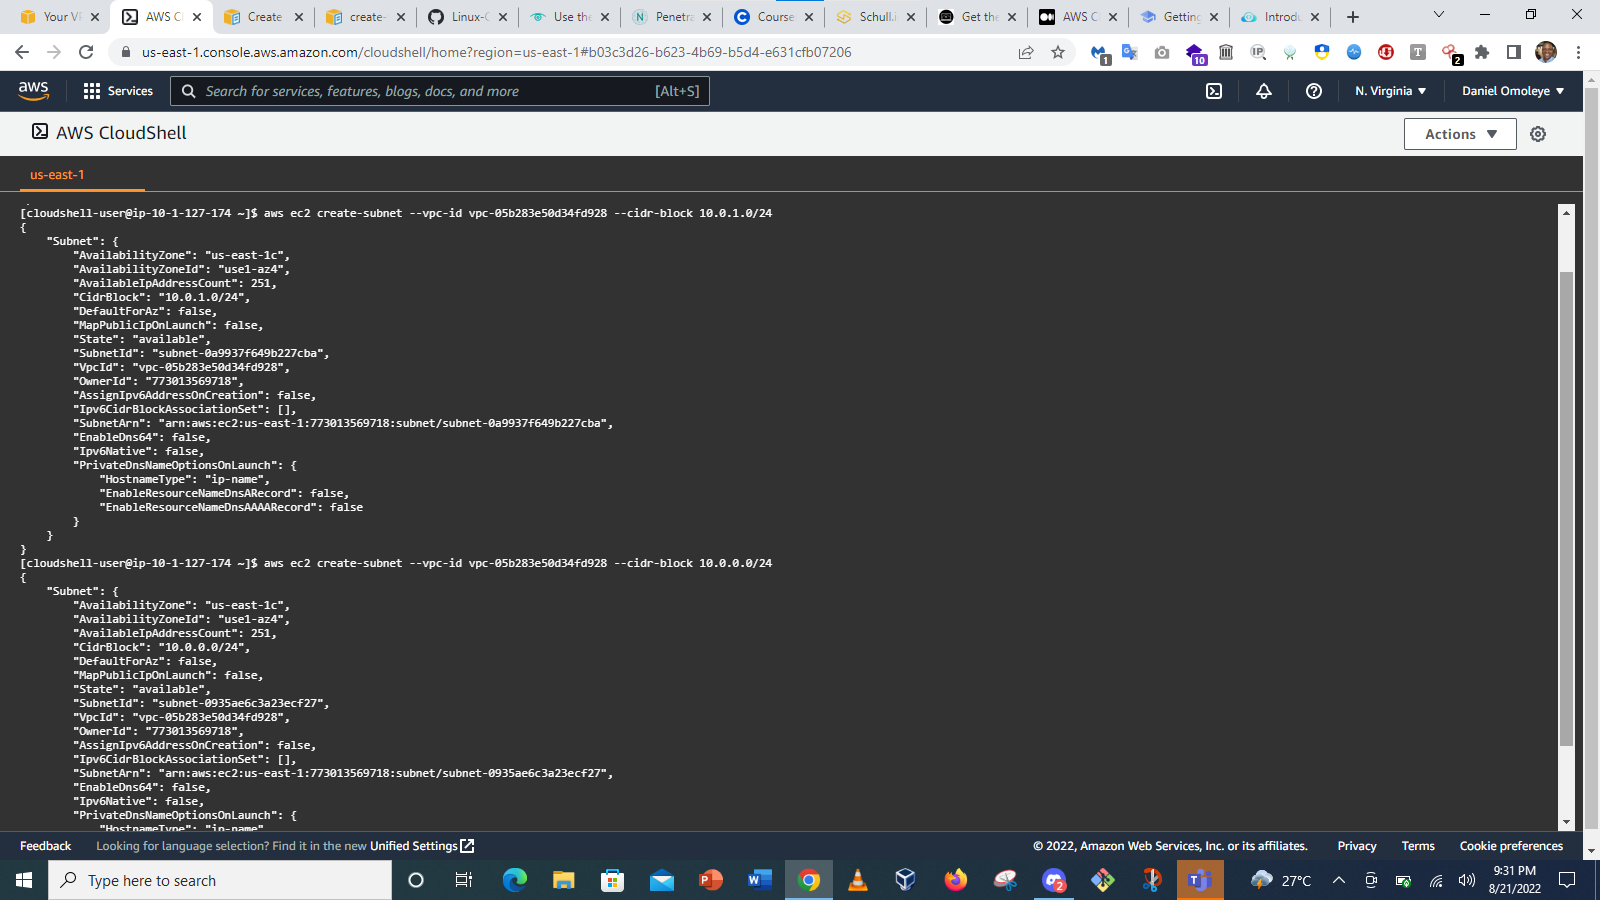 Your VP
AWS Cl
Create
create-
Linux-C
Use the
Penetra
Course
Schull.i
Get the
AWS C
Getting
Introdu
us-east-1.console.aws.amazon.com/cloudshell/home?region=us-east-1#b03c3d26-b623-4b69-b5d4-e631cfb07206
1
10
IP
T
2
aws
Services
Search for services, features, blogs, docs, and more
[Alt+S]
N. Virginia
Daniel Omoleye
AWS CloudShell
Actions
us-east-1
[cloudshell-user@ip-10-1-127-174 ~]$ aws ec2 create-subnet --vpc-id vpc-05b283e50d34fd928 --cidr-block 10.0.1.0/24
{
"Subnet": {
"AvailabilityZone": "us-east-1c",
"AvailabilityZoneId": "use1-az4",
"AvailableIpAddressCount": 251,
"CidrBlock": "10.0.1.0/24",
"DefaultForAz": false,
"MapPublicIpOnLaunch": false,
"State": "available",
"SubnetId": "subnet-0a9937f649b227cba",
"VpcId": "vpc-05b283e50d34fd928",
"OwnerId": "773013569718",
"AssignIpv6AddressOnCreation": false,
"Ipv6CidrBlockAssociationSet": [],
"SubnetArn": "arn:aws:ec2:us-east-1:773013569718:subnet/subnet-0a9937f649b227cba",
"EnableDns64": false,
"Ipv6Native": false,
"PrivateDnsNameOptionsOnLaunch": {
"HostnameType": "ip-name",
"EnableResourceNameDnsARecord": false,
"EnableResourceNameDnsAAAARecord": false
}
}
}
[cloudshell-user@ip-10-1-127-174 ~]$ aws ec2 create-subnet --vpc-id vpc-05b283e50d34fd928 --cidr-block 10.0.0.0/24
{
"Subnet": {
"AvailabilityZone": "us-east-1c",
"AvailabilityZoneId": "use1-az4",
"AvailableIpAddressCount": 251,
"CidrBlock": "10.0.0.0/24",
"DefaultForAz": false,
"MapPublicIpOnLaunch": false,
"State": "available",
"SubnetId": "subnet-0935ae6c3a23ecf27",
"VpcId": "vpc-05b283e50d34fd928",
"OwnerId": "773013569718",
"AssignIpv6AddressOnCreation": false,
"Ipv6CidrBlockAssociationSet": [],
"SubnetArn": "arn:aws:ec2:us-east-1:773013569718:subnet/subnet-0935ae6c3a23ecf27",
"EnableDns64": false,
"Ipv6Native": false,
"PrivateDnsNameOptionsOnLaunch": {
"HostnameType": "ip-name"
Feedback
Looking for language selection? Find it in the new Unified Settings
© 2022, Amazon Web Services, Inc. or its affiliates.
Privacy
Terms
Cookie preferences
Type here to search
2
27°C
9:31 PM
8/21/2022